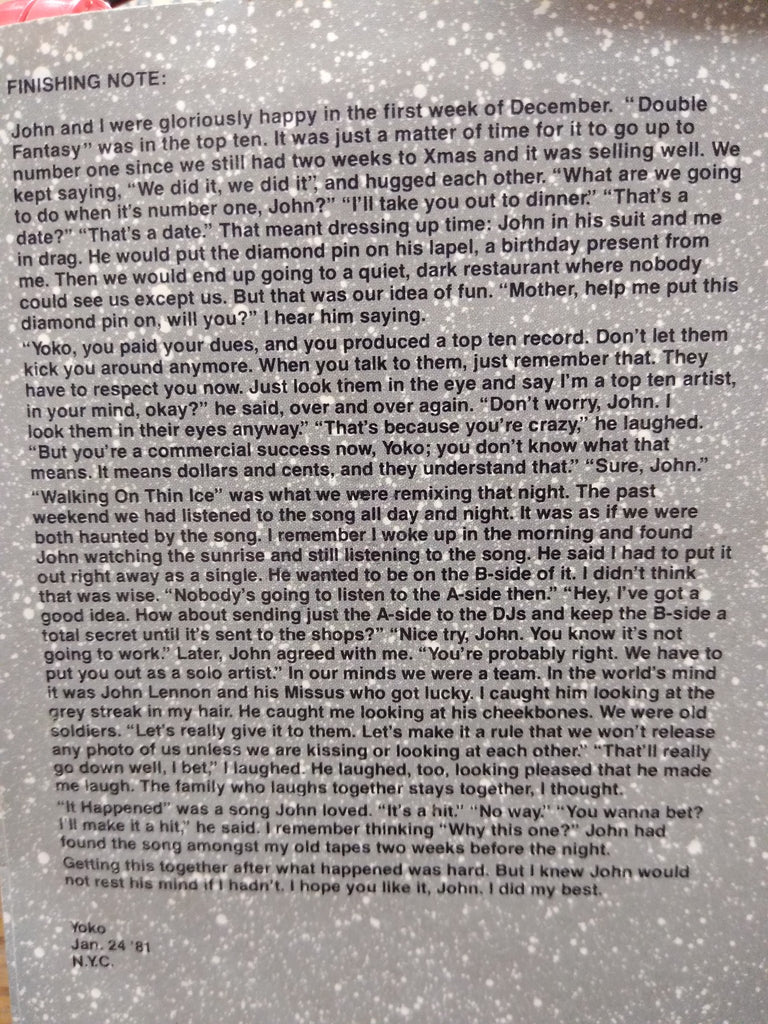 FINISHING NOTE:
John and I were gloriously happy in the first week of December. “Double
Fantasy” was in the top ten. It was just a matter of time for it to go up to
number one since we still had two weeks to Xmas and it was selling well. We
kept saying, “We did it, we did it”, and hugged each other. “What are we going
to do when it's number one, John?” “I'll take you out to dinner.” “That's a
date?” “That's a date.” That meant dressing up time: John in his suit and me
in drag. He would put the diamond pin on his lapel, a birthday present from
me. Then we would end up going to a quiet, dark restaurant where nobody
could see us except us. But that was our idea of fun. “Mother, help me put this
diamond pin on, will you?” I hear him saying.
“Yoko, you paid your dues, and you produced a top ten record. Don't let them
kick you around anymore. When you talk to them, just remember that. They
have to respect you now. Just look them in the eye and say I'm a top ten artist,
in your mind, okay?” he said, over and over again. “Don't worry, John. I
look them in their eyes anyway.” “That's because you're crazy,” he laughed.
“But you're a commercial success now, Yoko; you don't know what that
means. It means dollars and cents, and they understand that.” “Sure, John.”
“Walking On Thin Ice” was what we were remixing that night. The past
weekend we had listened to the song all day and night. It was as if we were
both haunted by the song. I remember I woke up in the morning and found
John watching the sunrise and still listening to the song. He said I had to put it
out right away as a single. He wanted to be on the B-side of it. I didn't think
that was wise. “Nobody's going to listen to the A-side then.” “Hey, I've got a
good idea. How about sending just the A-side to the DJs and keep the B-side a
total secret until it's sent to the shops?” “Nice try, John. You know it's not
going to work.” Later, John agreed with me. “You're probably right. We have to
put you out as a solo artist.” In our minds we were a team. In the world's mind
it was John Lennon and his Missus who got lucky. I caught him looking at the
grey streak in my hair. He caught me looking at his cheekbones. We were old
soldiers. “Let's really give it to them. Let's make it a rule that we won't release
any photo of us unless we are kissing or looking at each other.” “That'll really
go down well, I bet,” I laughed. He laughed, too, looking pleased that he made
me laugh. The family who laughs together stays together, I thought.
“It Happened” was a song John loved. “It's a hit.” “No way.” “You wanna bet?
I'll make it a hit,” he said. I remember thinking “Why this one?” John had
found the song amongst my old tapes two weeks before the night.
Getting this together after what happened was hard. But I knew John would
not rest his mind if I hadn't. I hope you like it, John. I did my best.
Yoko
Jan. 24 '81
N.Y.C.